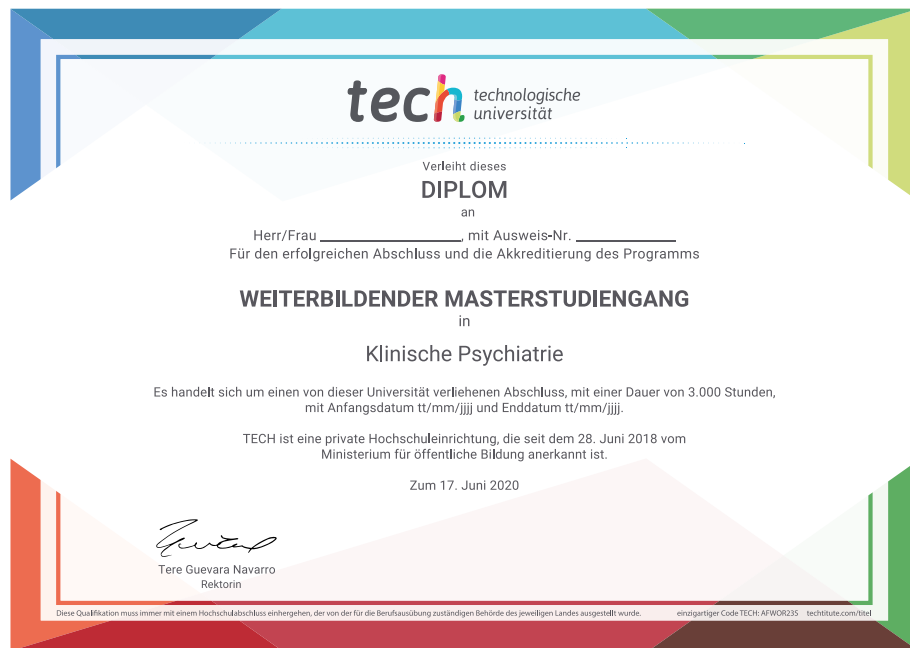 tech technologische
universität
Verleiht dieses
DIPLOM
an
Herr/Frau ____________________, mit Ausweis-Nr. ______________
Für den erfolgreichen Abschluss und die Akkreditierung des Programms
WEITERBILDENDER MASTERSTUDIENGANG
in
Klinische Psychiatrie
Es handelt sich um einen von dieser Universität verliehenen Abschluss, mit einer Dauer von 3.000 Stunden,
mit Anfangsdatum tt/mm/jjjj und Enddatum tt/mm/jjjj.
TECH ist eine private Hochschuleinrichtung, die seit dem 28. Juni 2018 vom
Ministerium für öffentliche Bildung anerkannt ist.
Zum 17. Juni 2020
Tere Guevara Navarro
Rektorin
Diese Qualifikation muss immer mit einem Hochschulabschluss einhergehen, der von der für die Berufsausübung zuständigen Behörde des jeweiligen Landes ausgestellt wurde. einzigartiger Code TECH: AFWOR23S techtitute.com/titel